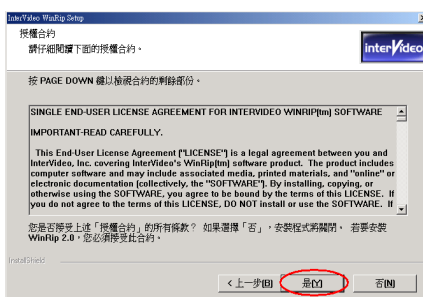 InterVideo WinRip Setup
授權合約
請仔細閱讀下面的授權合約。
interVideo
按 PAGE DOWN 鍵以檢視合約的剩餘部份。
SINGLE END-USER LICENSE AGREEMENT FOR INTERVIDEO WINRIP[tm] SOFTWARE
IMPORTANT-READ CAREFULLY.
This End-User License Agreement ("LICENSE") is a legal agreement between you and
InterVideo, Inc. covering InterVideo's WinRip[tm] software product. The product includes
computer software and may include associated media, printed materials, and "online" or
electronic documentation (collectively, the "SOFTWARE"). By installing, copying, or
otherwise using the SOFTWARE, you agree to be bound by the terms of this LICENSE. If
you do not agree to the terms of this LICENSE, DO NOT install or use the SOFTWARE. If
您是否接受上述「授權合約」的所有條款？ 如果選擇「否」，安裝程式將關閉。 若要安裝
WinRip 2.0，您必須接受此合約。
InstallShield
< 上一步(B)
是(Y)
否(N)